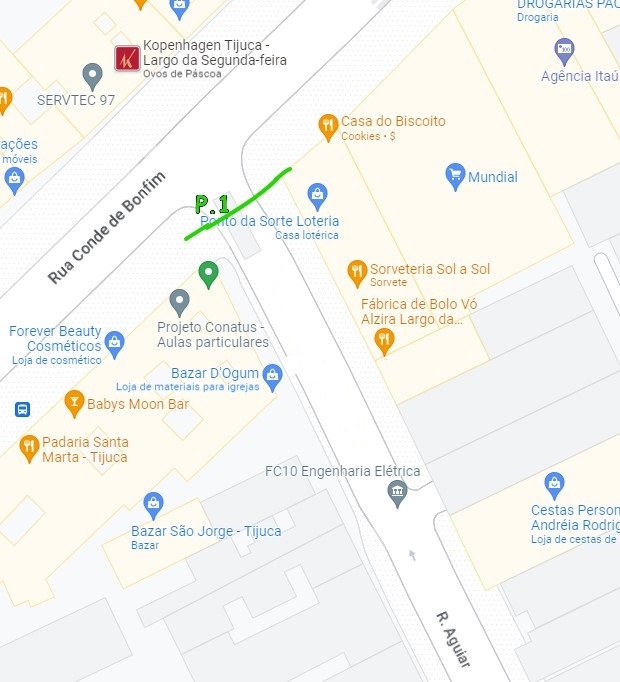 DROGARIAS PAC
Drogaria
Kopenhagen Tijuca -
Largo da Segunda-feira
Ovos de Páscoa
Agência Itaú
SERVTEC 97
Casa do Biscoito
Cookies • $
ações
móveis
Mundial
Rua Conde de Bonfim
P.1
Ponto da Sorte Loteria
Casa lotérica
Sorveteria Sol a Sol
Sorvete
Fábrica de Bolo Vó
Alzira Largo da...
Projeto Conatus -
Aulas particulares
Forever Beauty
Cosméticos
Loja de cosmético
Bazar D'Ogum
Loja de materiais para igrejas
Babys Moon Bar
Padaria Santa
Marta - Tijuca
FC10 Engenharia Elétrica
Bazar São Jorge - Tijuca
Bazar
Cestas Person
Andréia Rodrig
Loja de cestas de
R. Aguiar